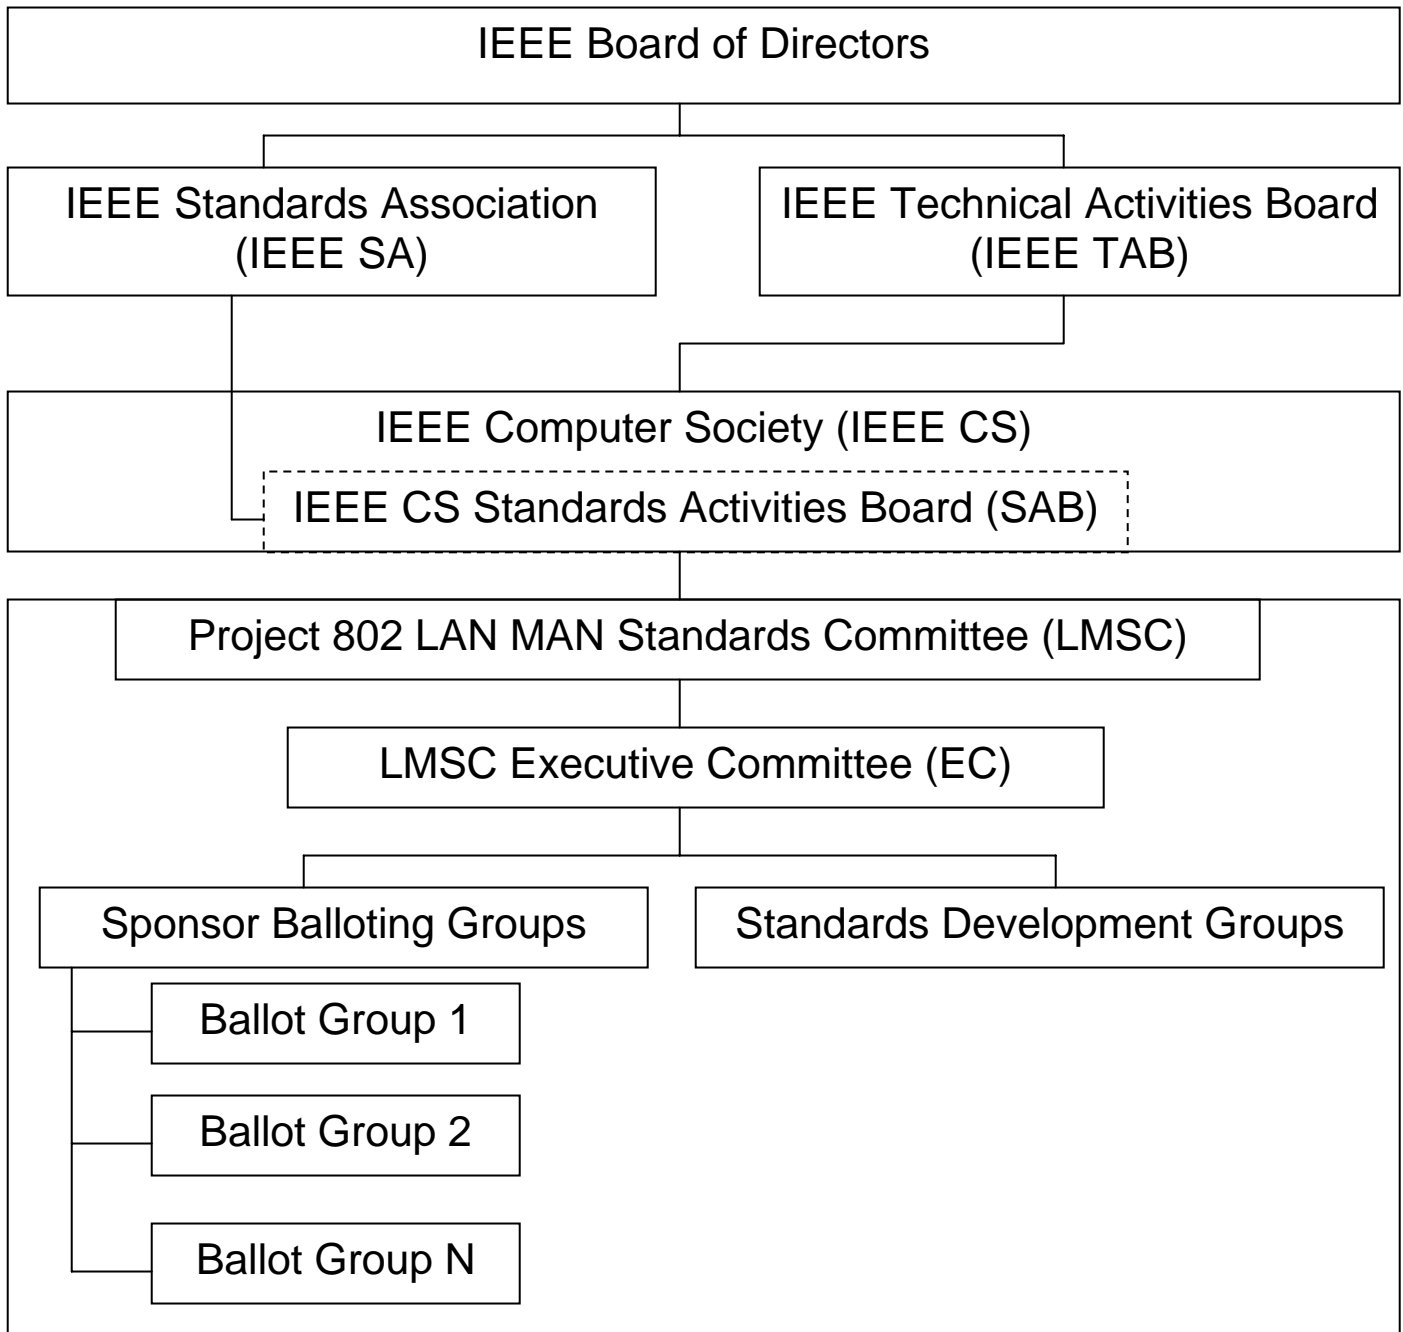 IEEE Board of Directors
IEEE Standards Association
(IEEE SA)
IEEE Technical Activities Board
(IEEE TAB)
IEEE Computer Society (IEEE CS)
IEEE CS Standards Activities Board (SAB)
Project 802 LAN MAN Standards Committee (LMSC)
LMSC Executive Committee (EC)
Sponsor Balloting Groups
Standards Development Groups
Ballot Group 1
Ballot Group 2
Ballot Group N